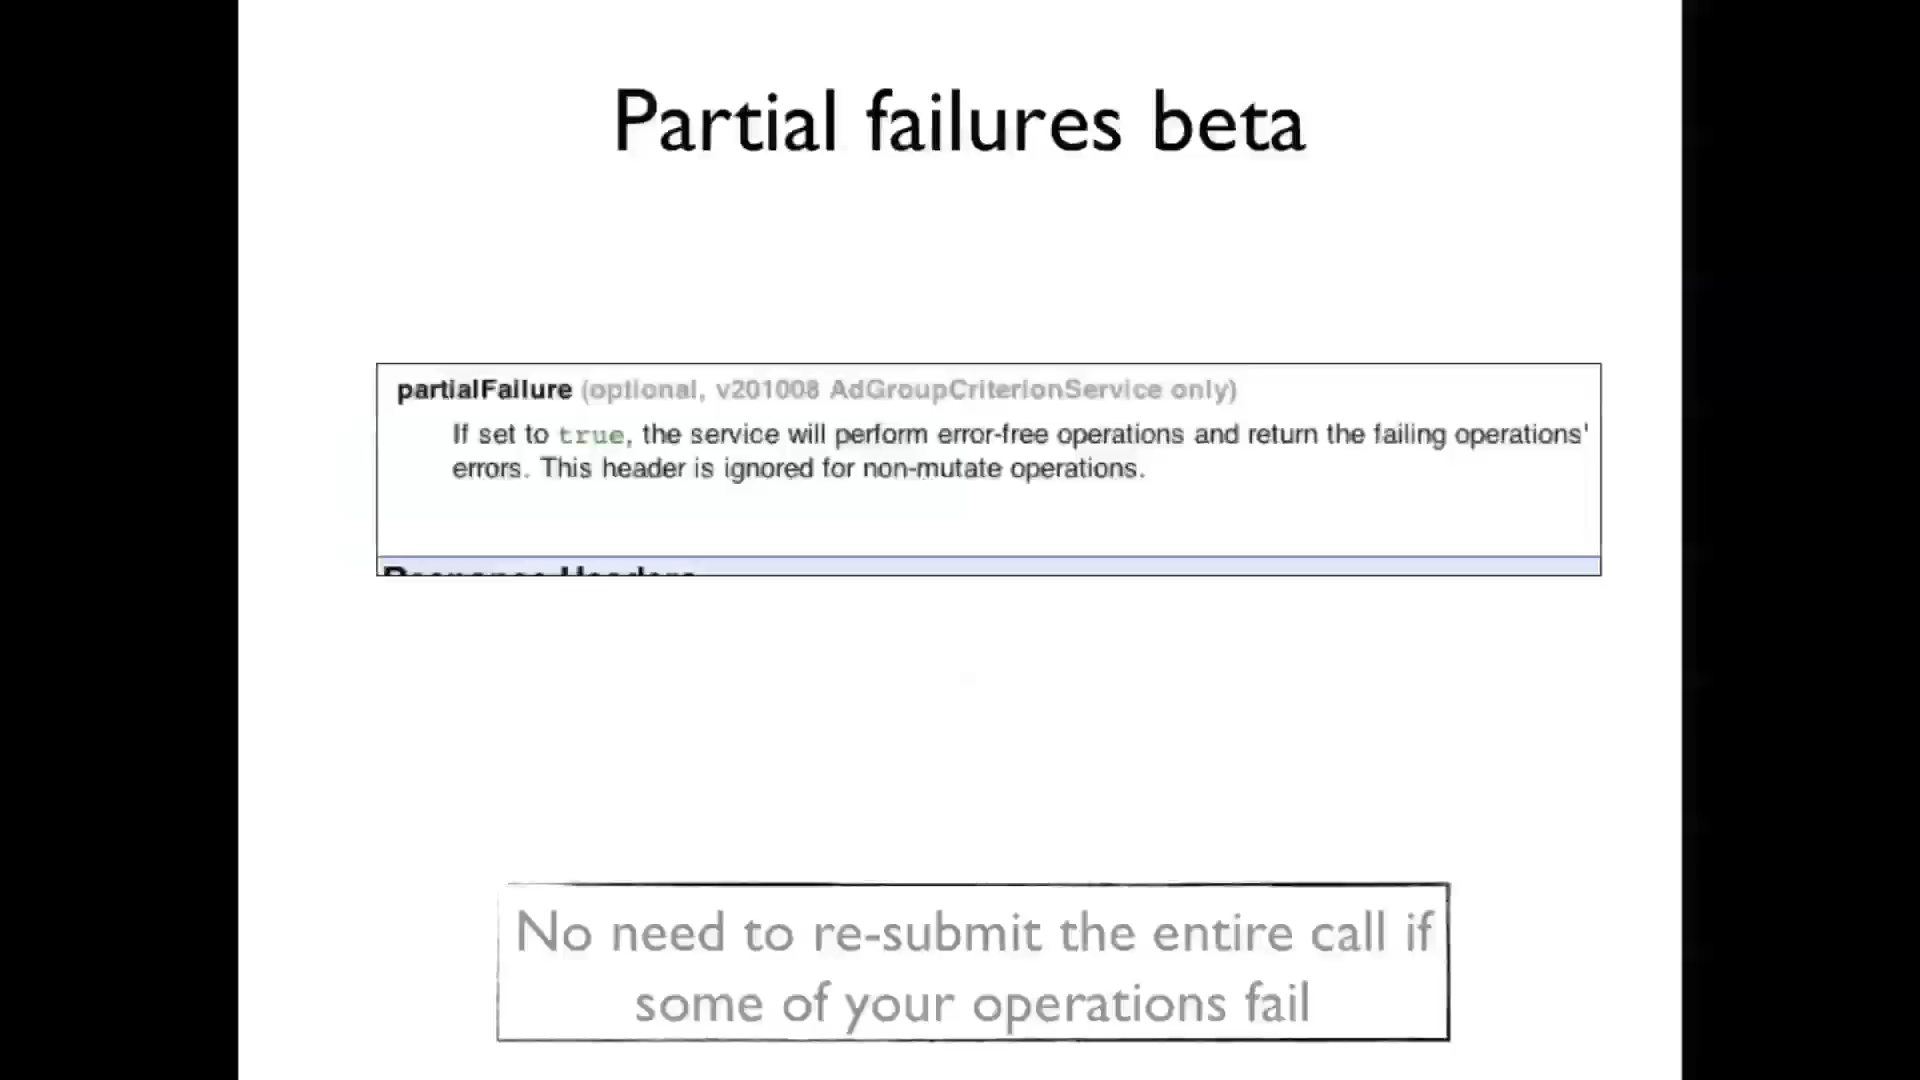 Partial failures beta
partialFailure (optional, v201008 AdGroupCriterionService only)
If set to true, the service will perform error-free operations and return the failing operations'
errors. This header is ignored for non-mutate operations.
Response Headers
No need to re-submit the entire call if
some of your operations fail